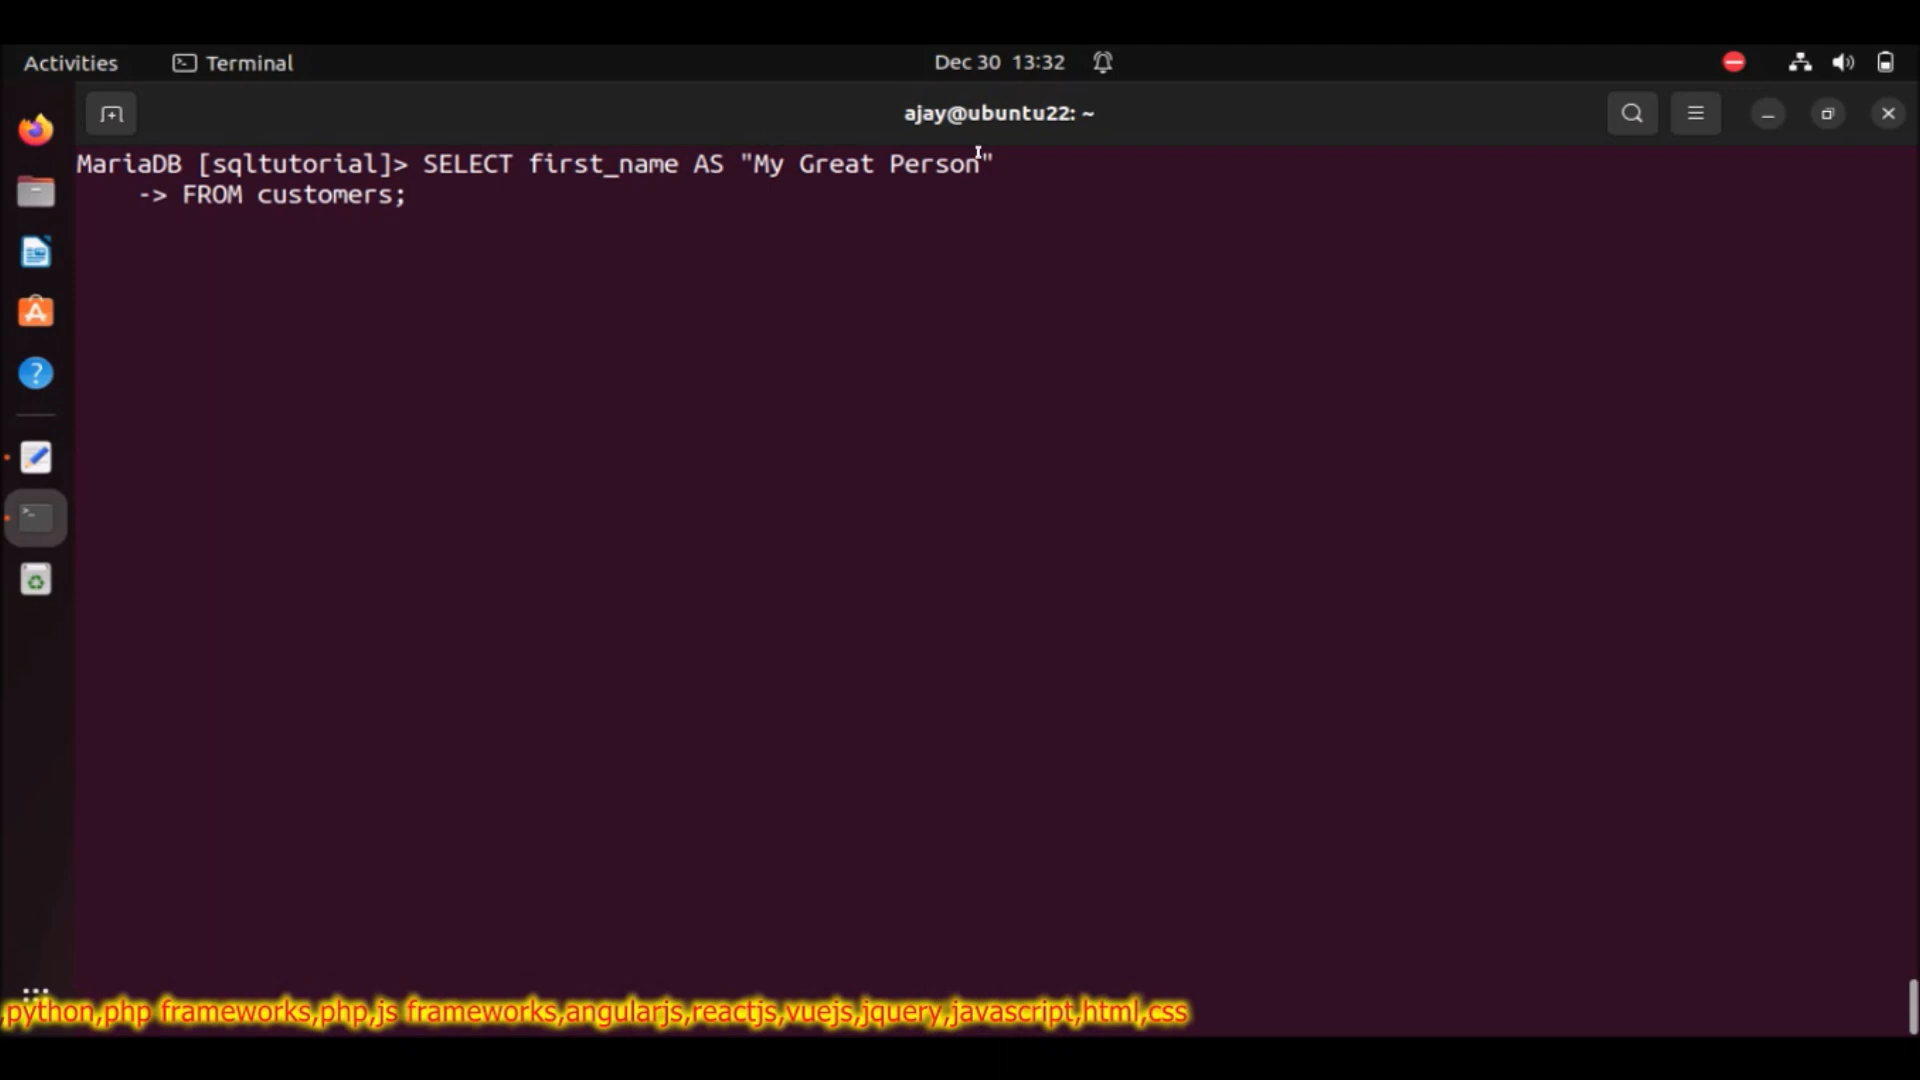 Activities Terminal Dec 30 13:32
ajay@ubuntu22: ~
MariaDB [sqltutorial]> SELECT first_name AS "My Great Person"
-> FROM customers;
,python,php frameworks,php,js frameworks,angularjs,reactjs,vuejs,jquery,javascript,html,css